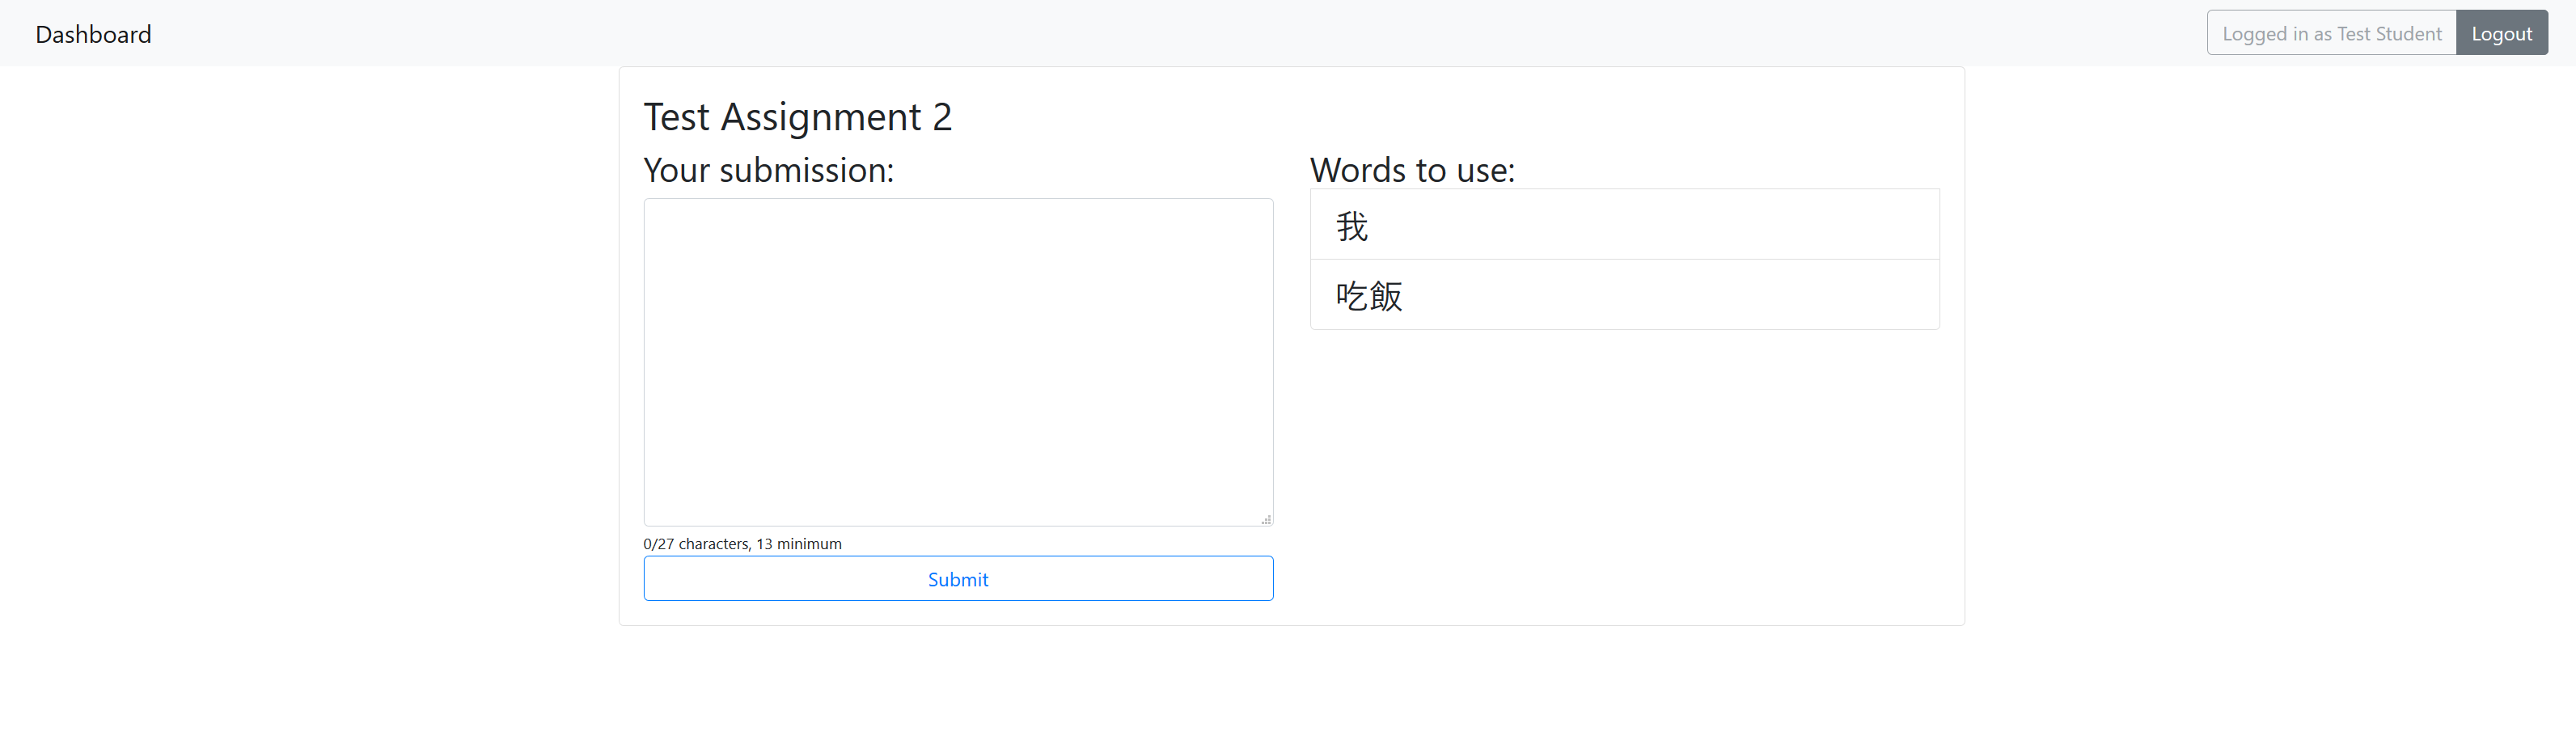 Dashboard
Logged in as Test Student
Logout
Test Assignment 2
Your submission:
0/27 characters, 13 minimum
Submit
Words to use:
我
吃飯